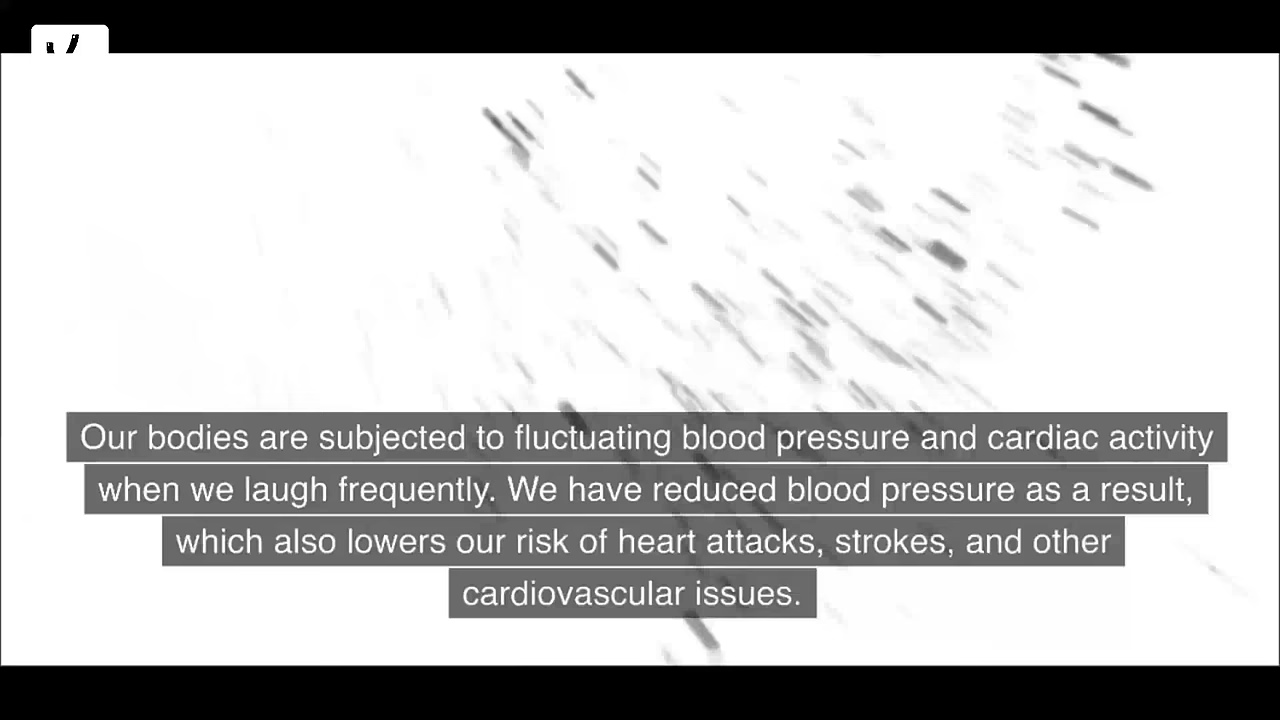 Our bodies are subjected to fluctuating blood pressure and cardiac activity
when we laugh frequently. We have reduced blood pressure as a result,
which also lowers our risk of heart attacks, strokes, and other
cardiovascular issues.